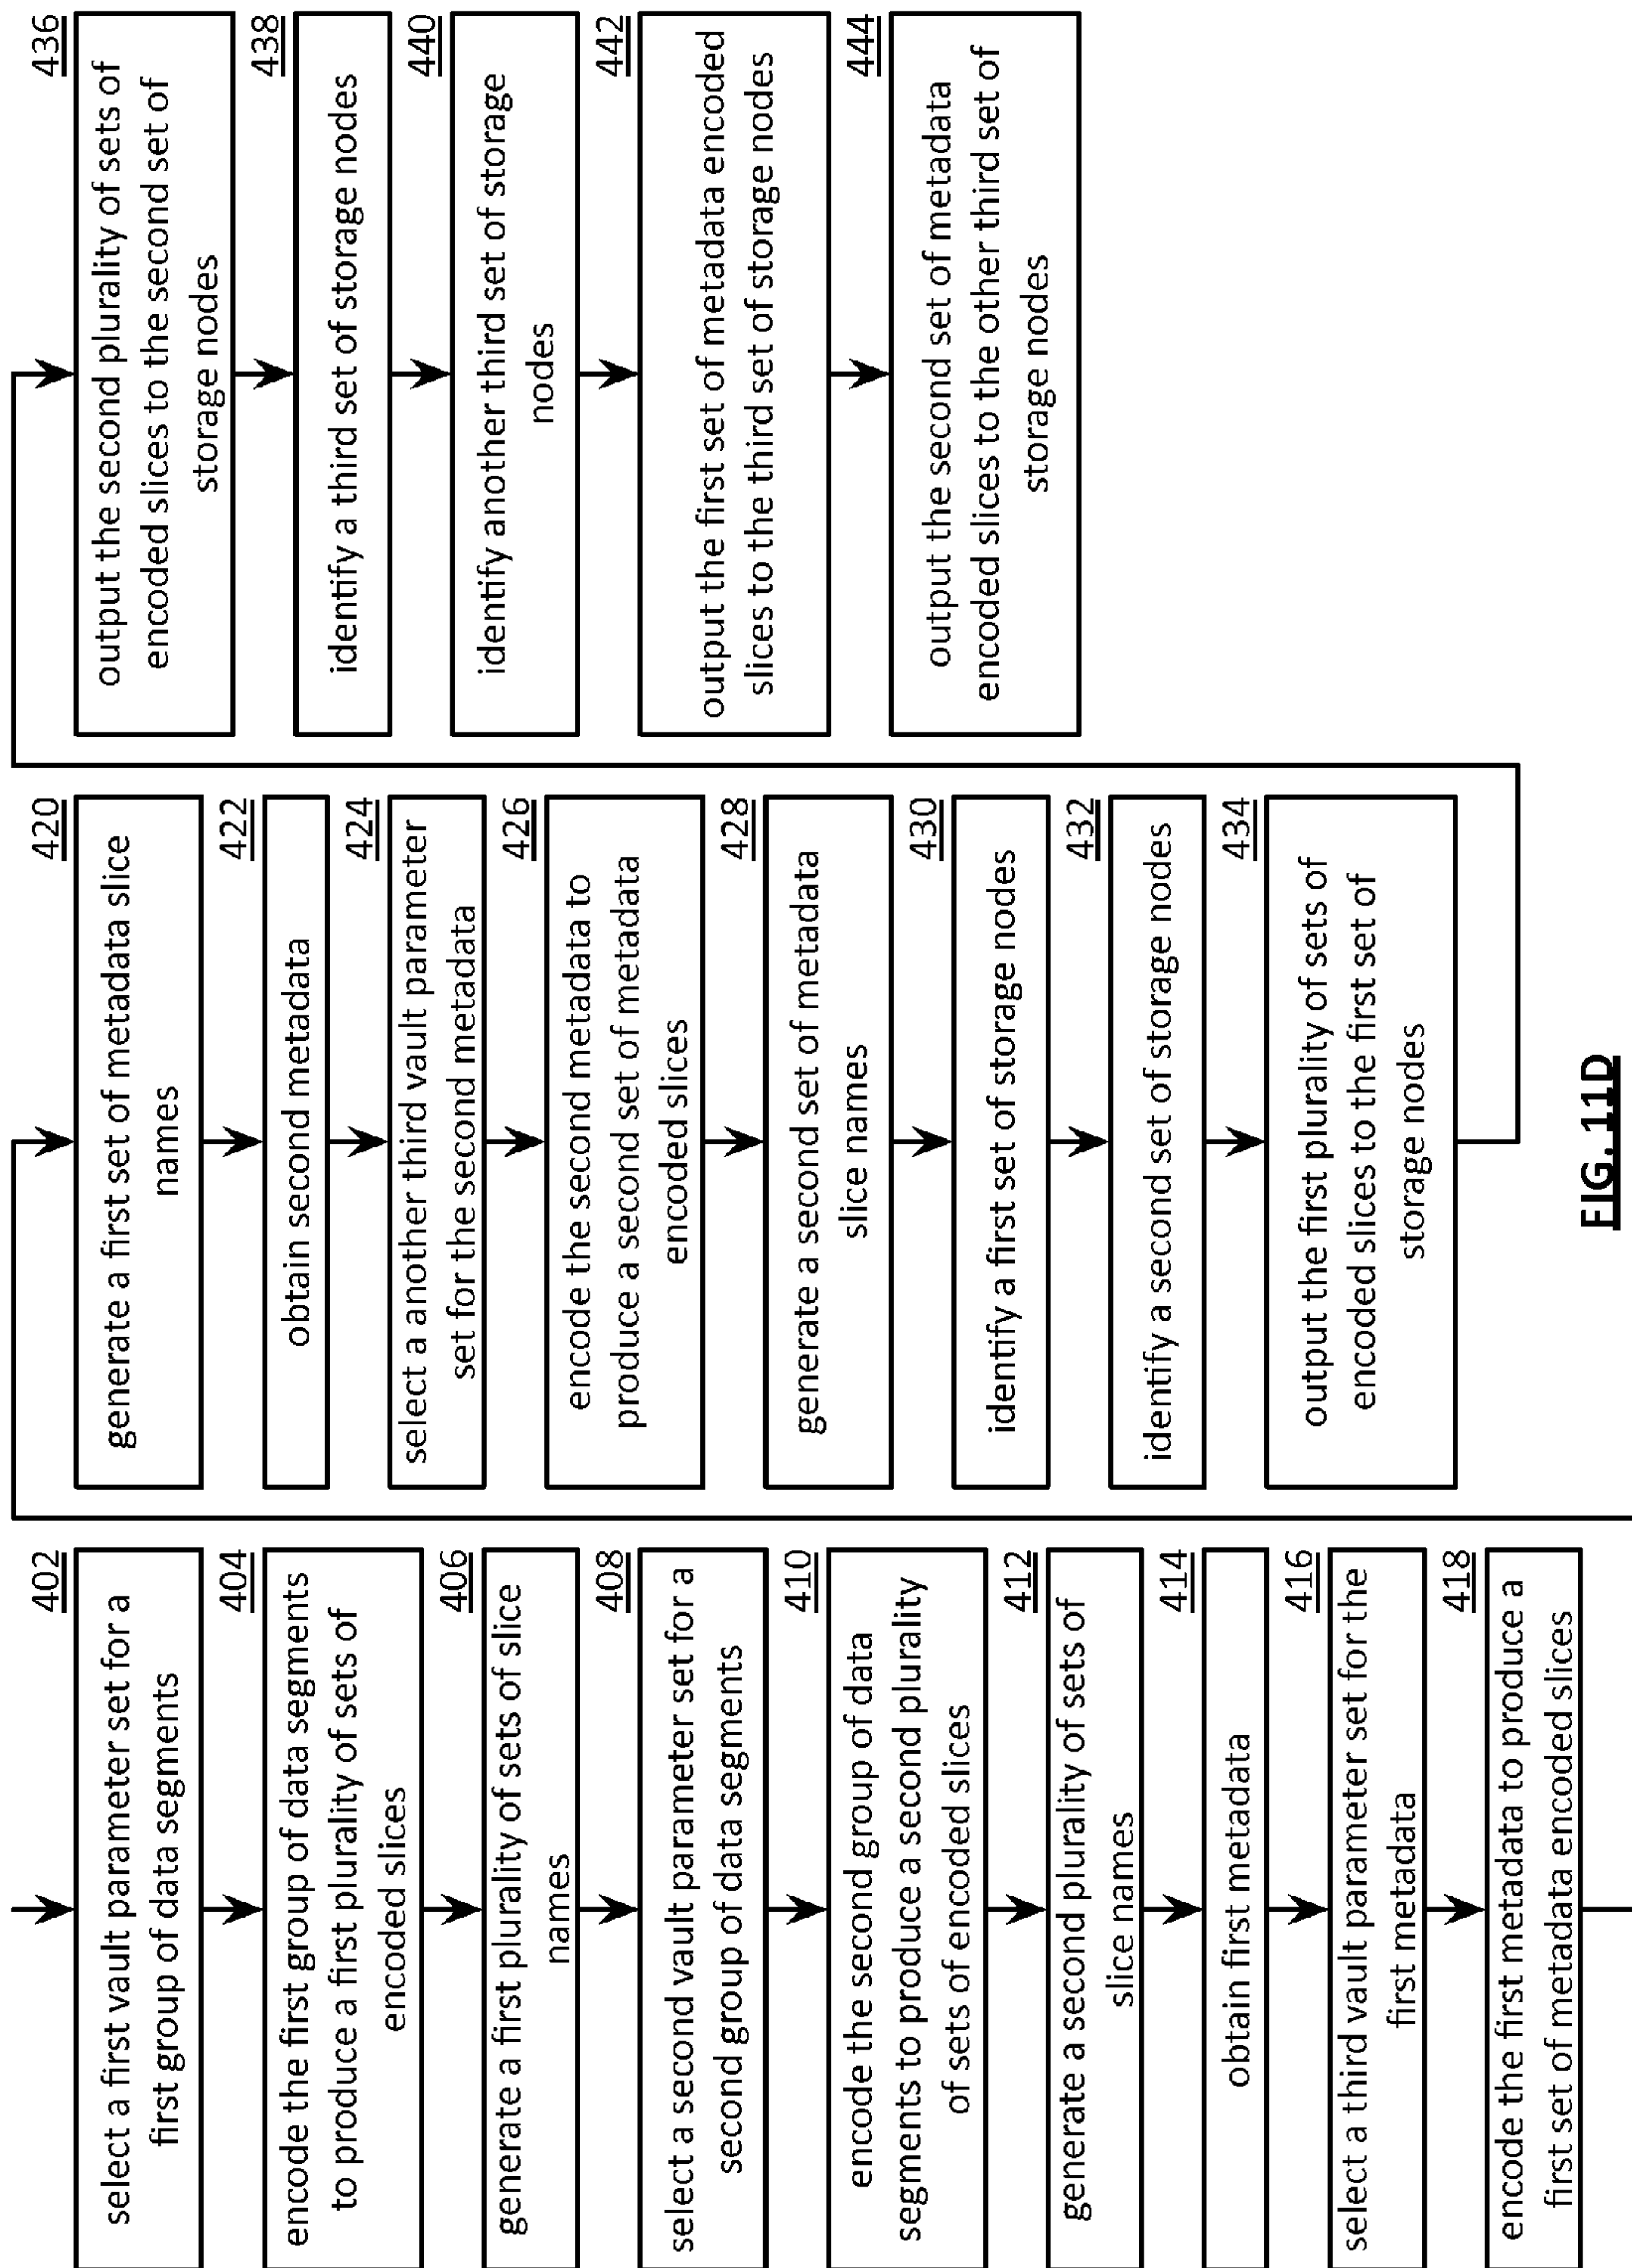 402
select a first vault parameter set for a
first group of data segments
404
encode the first group of data segments
to produce a first plurality of sets of
encoded slices
406
generate a first plurality of sets of slice
names
408
select a second vault parameter set for a
second group of data segments
410
encode the second group of data
segments to produce a second plurality
of sets of encoded slices
412
generate a second plurality of sets of
slice names
414
obtain first metadata
416
select a third vault parameter set for the
first metadata
418
encode the first metadata to produce a
first set of metadata encoded slices
420
generate a first set of metadata slice
names
422
obtain second metadata
424
select a another third vault parameter
set for the second metadata
426
encode the second metadata to
produce a second set of metadata
encoded slices
428
generate a second set of metadata
slice names
430
identify a first set of storage nodes
432
identify a second set of storage nodes
434
output the first plurality of sets of
encoded slices to the first set of
storage nodes
436
output the second plurality of sets of
encoded slices to the second set of
storage nodes
438
identify a third set of storage nodes
440
identify another third set of storage
nodes
442
output the first set of metadata encoded
slices to the third set of storage nodes
444
output the second set of metadata
encoded slices to the other third set of
storage nodes
FIG. 11D